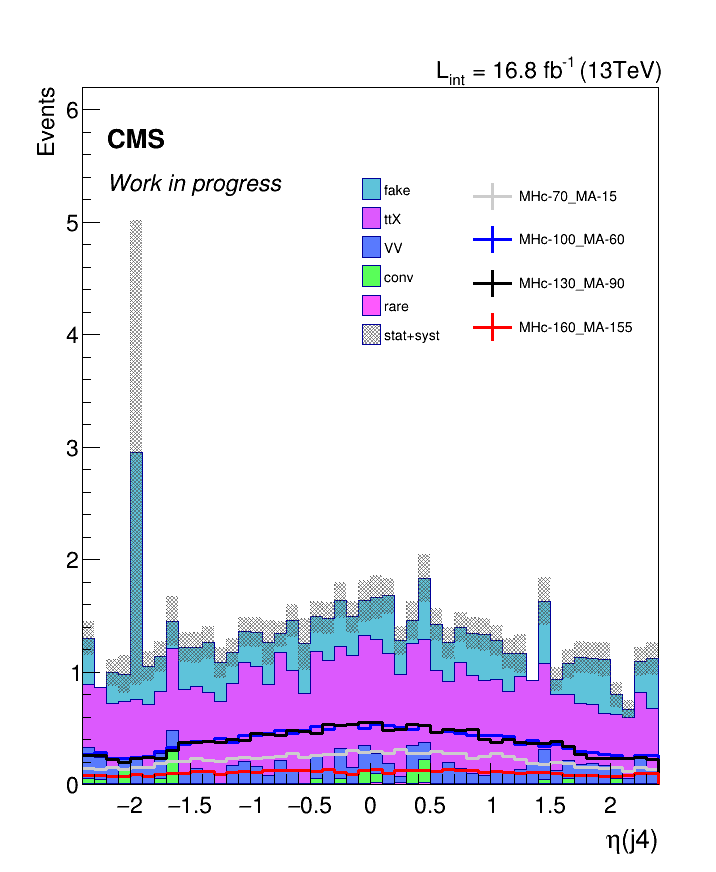 L_int = 16.8 fb^-1 (13TeV)
Events
CMS
Work in progress
fake
ttX
VV
conv
rare
stat+syst
MHc-70_MA-15
MHc-100_MA-60
MHc-130_MA-90
MHc-160_MA-155
6
5
4
3
2
1
0
−2 −1.5 −1 −0.5 0 0.5 1 1.5 2
η(j4)